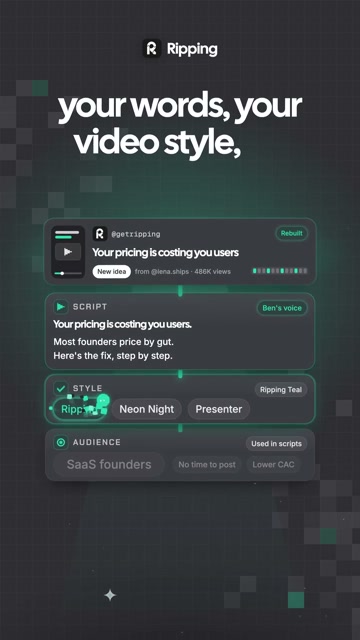 Ripping
your words, your
video style,
@getripping
Rebuilt
Your pricing is costing you users
New idea from @lena.ships · 486K views
SCRIPT
Ben's voice
Your pricing is costing you users.
Most founders price by gut.
Here's the fix, step by step.
STYLE
Ripping Teal
Neon Night
Presenter
AUDIENCE
Used in scripts
SaaS founders
No time to post
Lower CAC